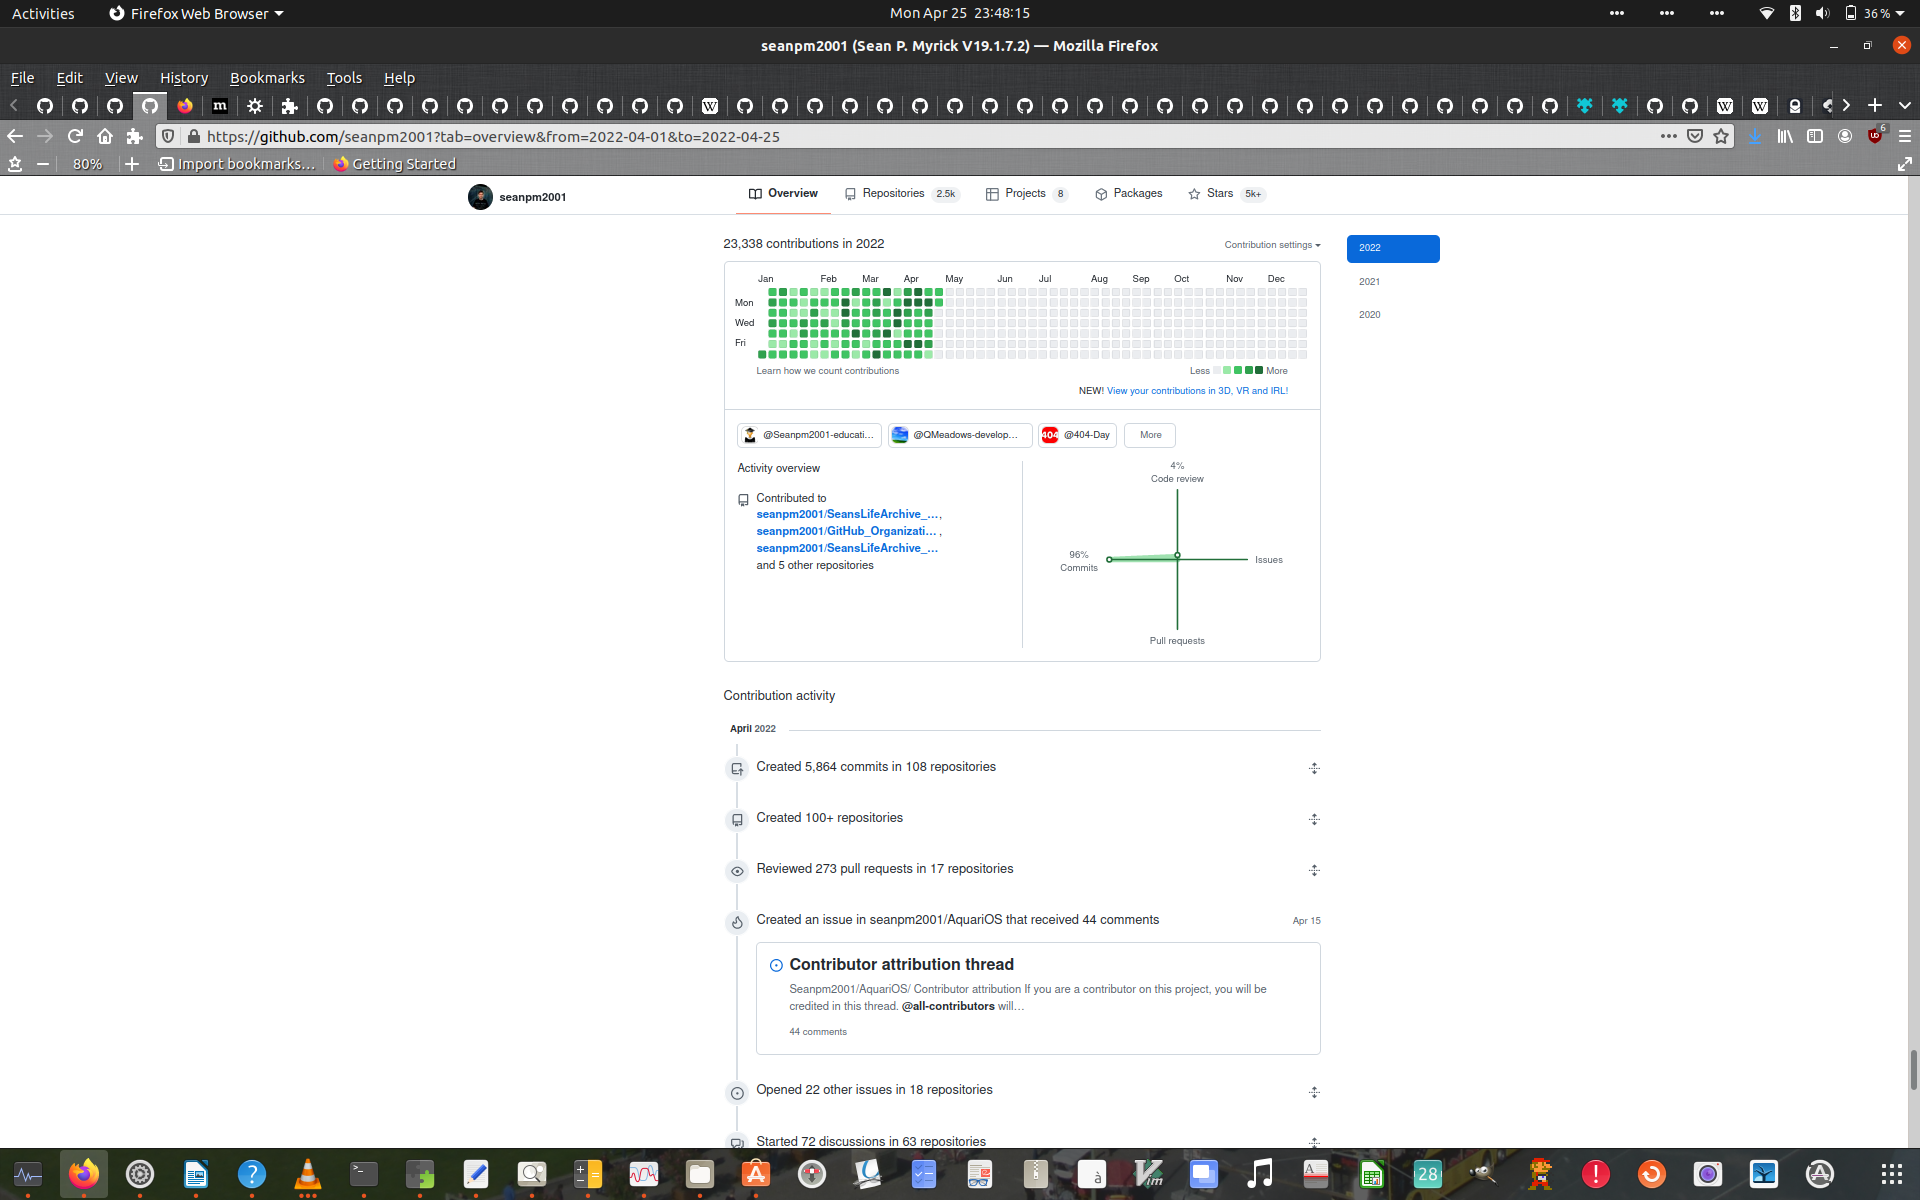 Activities
Firefox Web Browser
Mon Apr 25 23:48:15
36 %
seanpm2001 (Sean P. Myrick V19.1.7.2) — Mozilla Firefox
File Edit View History Bookmarks Tools Help
https://github.com/seanpm2001?tab=overview&from=2022-04-01&to=2022-04-25
6
80%
Import bookmarks...
Getting Started
seanpm2001
Overview
Repositories 2.5k
Projects 8
Packages
Stars 5k+
23,338 contributions in 2022
Contribution settings
2022
2021
2020
Jan Feb Mar Apr May Jun Jul Aug Sep Oct Nov Dec
Mon
Wed
Fri
Learn how we count contributions
Less More
NEW! View your contributions in 3D, VR and IRL!
@Seanpm2001-educati...
@QMeadows-develop...
404 @404-Day
More
Activity overview
Contributed to
seanpm2001/SeansLifeArchive_...,
seanpm2001/GitHub_Organizati... ,
seanpm2001/SeansLifeArchive_...
and 5 other repositories
4%
Code review
96%
Commits
Issues
Pull requests
Contribution activity
April 2022
Created 5,864 commits in 108 repositories
Created 100+ repositories
Reviewed 273 pull requests in 17 repositories
Created an issue in seanpm2001/AquariOS that received 44 comments
Apr 15
Contributor attribution thread
Seanpm2001/AquariOS/ Contributor attribution If you are a contributor on this project, you will be
credited in this thread. @all-contributors will...
44 comments
Opened 22 other issues in 18 repositories
Started 72 discussions in 63 repositories
28